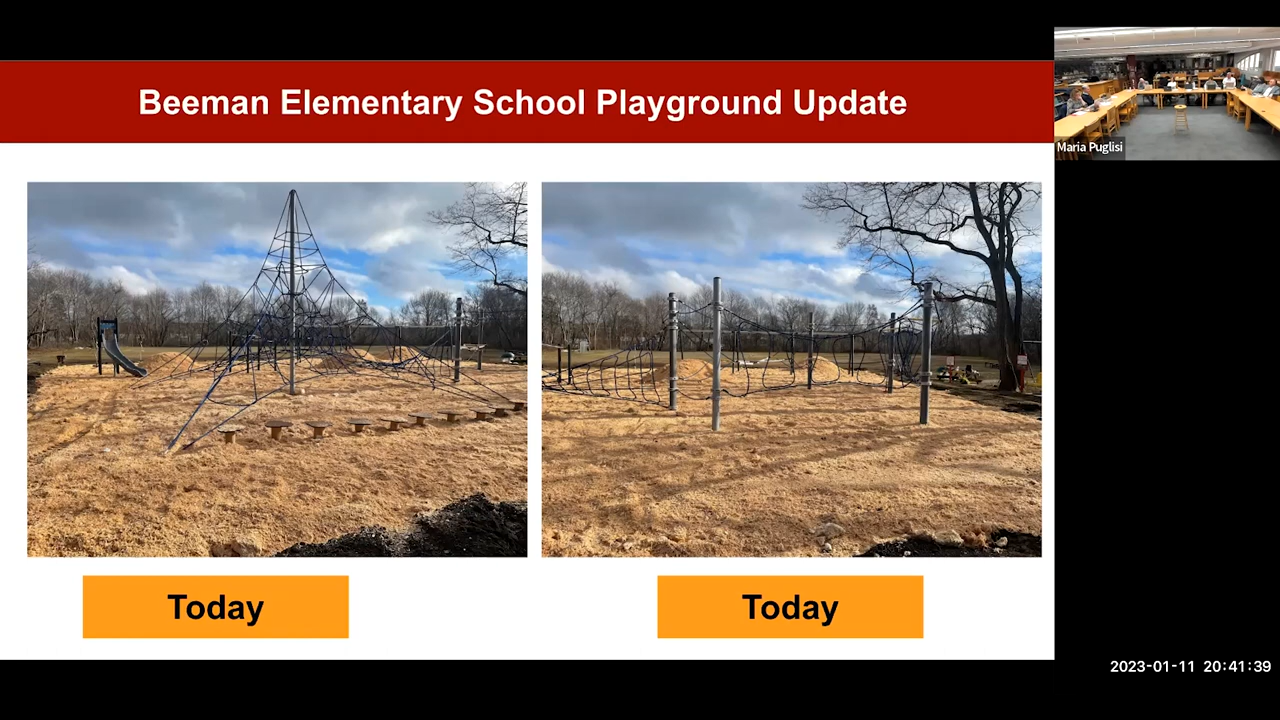 Beeman Elementary School Playground Update
Maria Puglisi
Today
Today
2023-01-11 20:41:39